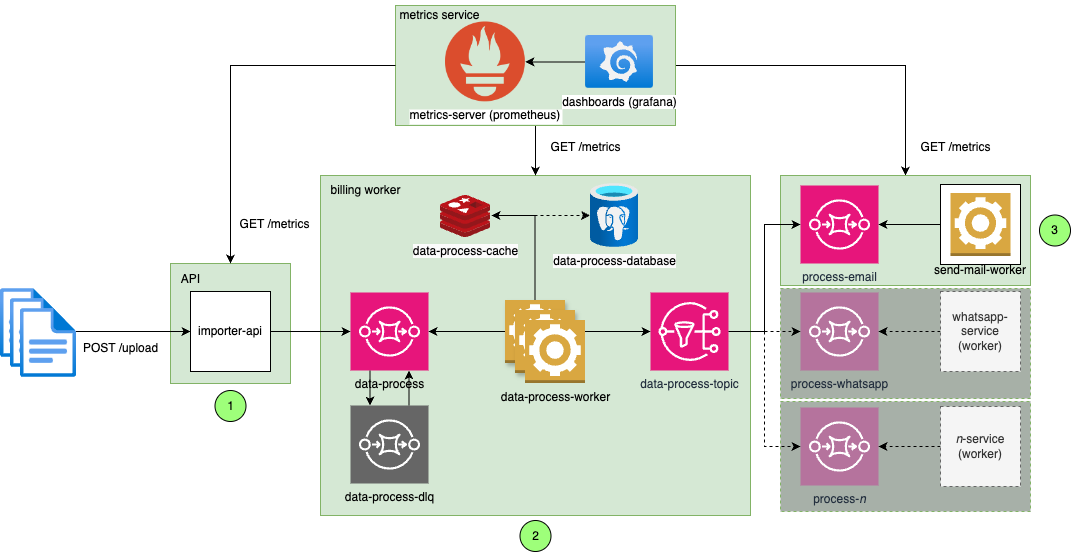 metrics service
dashboards (grafana)
metrics-server (prometheus)
GET /metrics
GET /metrics
GET /metrics
billing worker
data-process-cache
data-process-database
process-email
send-mail-worker
3
API
importer-api
POST /upload
1
data-process
data-process-worker
data-process-topic
data-process-dlq
2
whatsapp-
service
(worker)
process-whatsapp
n-service
(worker)
process-n